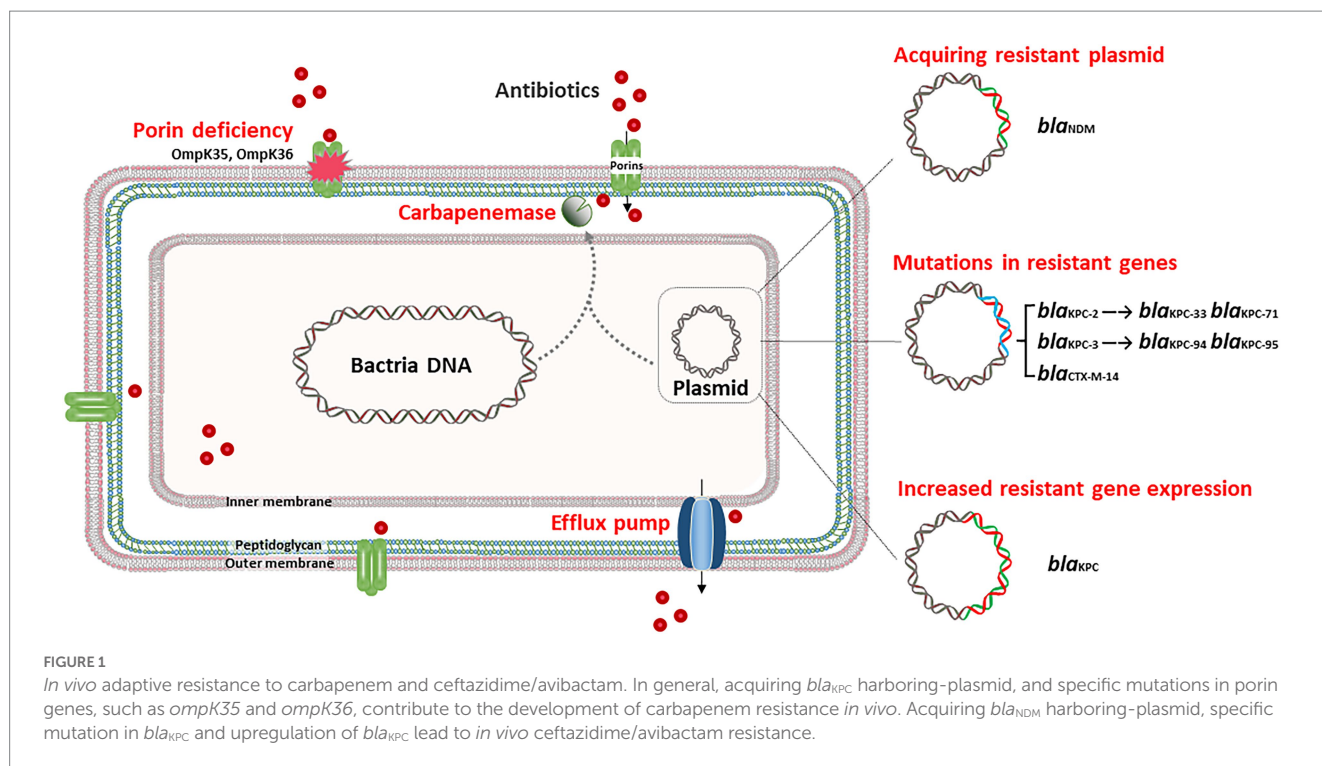 Acquiring resistant plasmid
Antibiotics
Porin deficiency
OmpK35, OmpK36
blaNDM
Porins
Carbapenemase
Mutations in resistant genes
blaKPC-2 → blaKPC-33 blaKPC-71
blaKPC-3 → blaKPC-94 blaKPC-95
blaCTX-M-14
Bactria DNA
Plasmid
Increased resistant gene expression
Inner membrane
Efflux pump
Peptidoglycan
Outer membrane
blaKPC
FIGURE 1
In vivo adaptive resistance to carbapenem and ceftazidime/avibactam. In general, acquiring blaKPC harboring-plasmid, and specific mutations in porin
genes, such as ompK35 and ompK36, contribute to the development of carbapenem resistance in vivo. Acquiring blaNDM harboring-plasmid, specific
mutation in blaKPC and upregulation of blaKPC lead to in vivo ceftazidime/avibactam resistance.